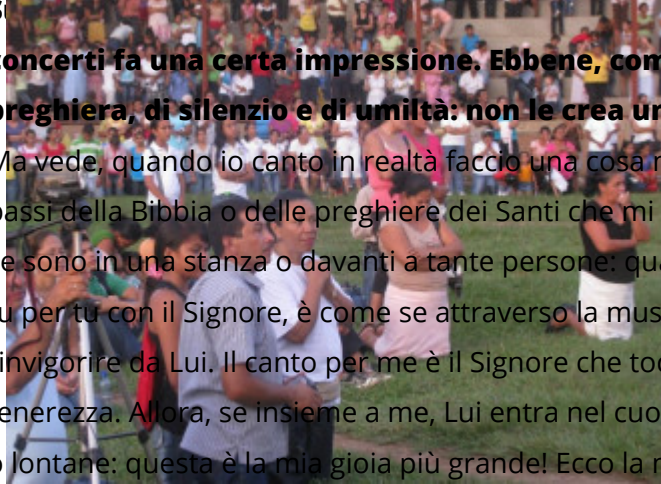 concerti fa una certa impressione. Ebbene, com
preghiera, di silenzio e di umiltà: non le crea un
Ma vede, quando io canto in realtà faccio una cosa
passi della Bibbia o delle preghiere dei Santi che mi
e sono in una stanza o davanti a tante persone: qua
u per tu con il Signore, è come se attraverso la mus
invigorire da Lui. Il canto per me è il Signore che toc
enerezza. Allora, se insieme a me, Lui entra nel cuo
lontane: questa è la mia gioia più grande! Ecco la